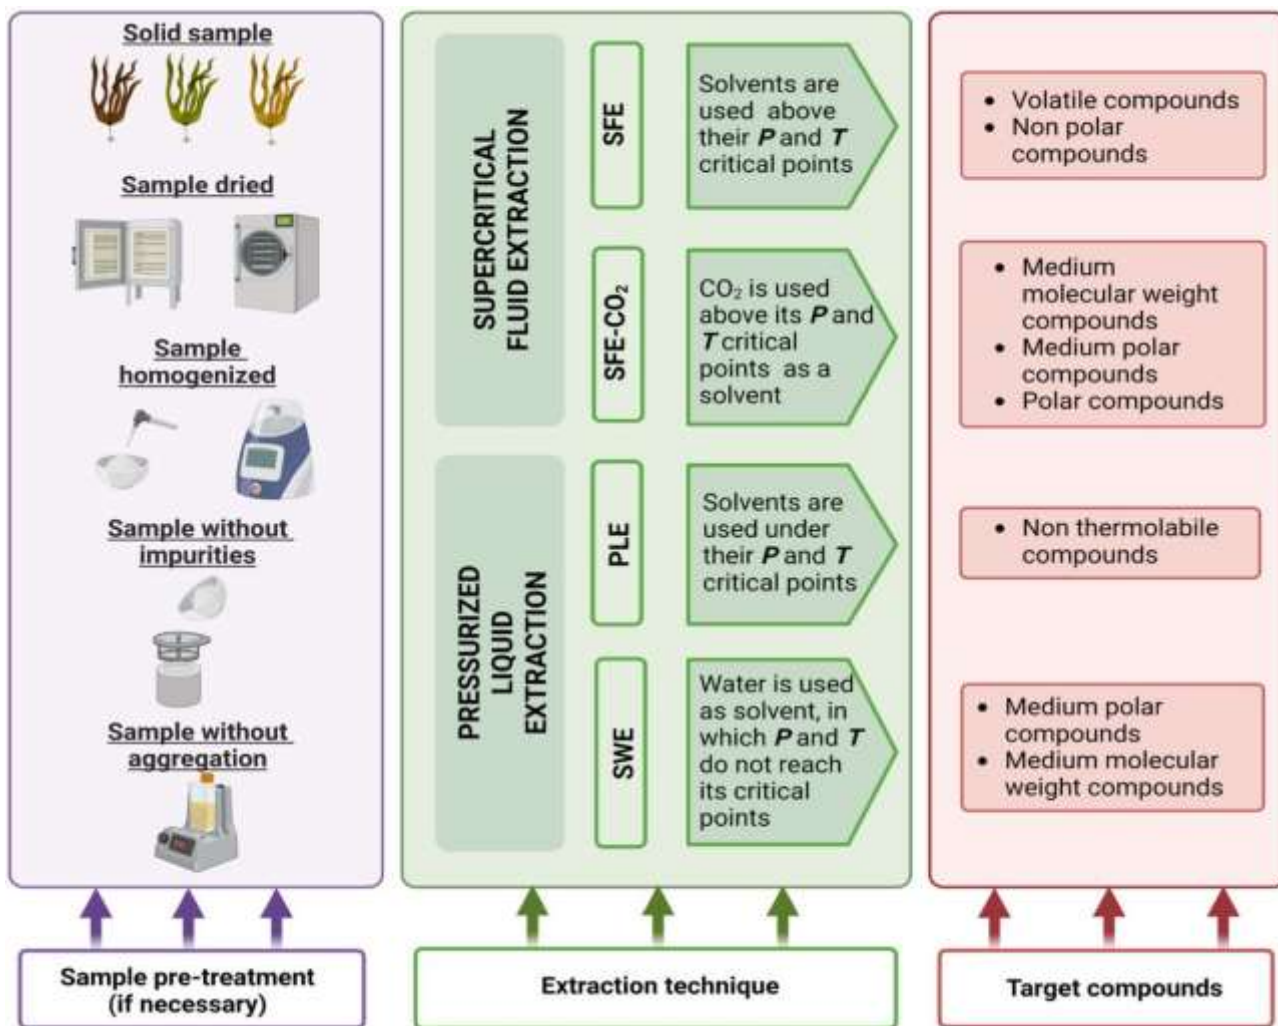 Solid sample
Sample dried
Sample
homogenized
Sample without
impurities
Sample without
aggregation
SUPERCRITICAL
FLUID EXTRACTION
SFE
Solvents are
used above
their P and T
critical points
SFE-CO₂
CO₂ is used
above its P and
T critical
points as a
solvent
PRESSURIZED
LIQUID
EXTRACTION
PLE
Solvents are
used under
their P and T
critical points
SWE
Water is used
as solvent, in
which P and T
do not reach
its critical
points
• Volatile compounds
• Non polar
compounds
• Medium
molecular weight
compounds
• Medium polar
compounds
• Polar compounds
• Non thermolabile
compounds
• Medium polar
compounds
• Medium molecular
weight compounds
Sample pre-treatment
(if necessary)
Extraction technique
Target compounds